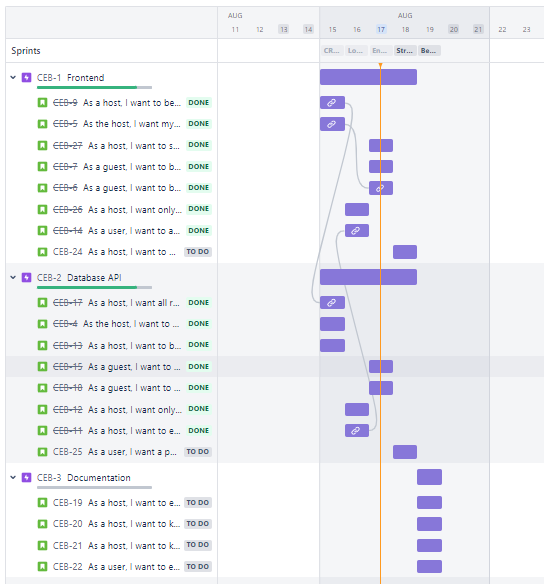 AUG AUG
11 12 13 14 15 16 17 18 19 20 21 22 23
Sprints CR... Lo... En... Str... Be...
CEB-1 Frontend
CEB-9 As a host, I want to be... DONE
CEB-5 As the host, I want my... DONE
CEB-27 As a host, I want to s... DONE
CEB-7 As a guest, I want to b... DONE
CEB-6 As a guest, I want to b... DONE
CEB-26 As a host, I want only... DONE
CEB-14 As a user, I want to a... DONE
CEB-24 As a host, I want to ... TO DO
CEB-2 Database API
CEB-17 As a host, I want all r... DONE
CEB-4 As the host, I want to ... DONE
CEB-13 As a host, I want to b... DONE
CEB-15 As a guest, I want to ... DONE
CEB-10 As a guest, I want to ... DONE
CEB-12 As a host, I want only... DONE
CEB-11 As a host, I want to e... DONE
CEB-25 As a user, I want a p... TO DO
CEB-3 Documentation
CEB-19 As a host, I want to e... TO DO
CEB-20 As a host, I want to k... TO DO
CEB-21 As a host, I want to k... TO DO
CEB-22 As a user, I want to e... TO DO